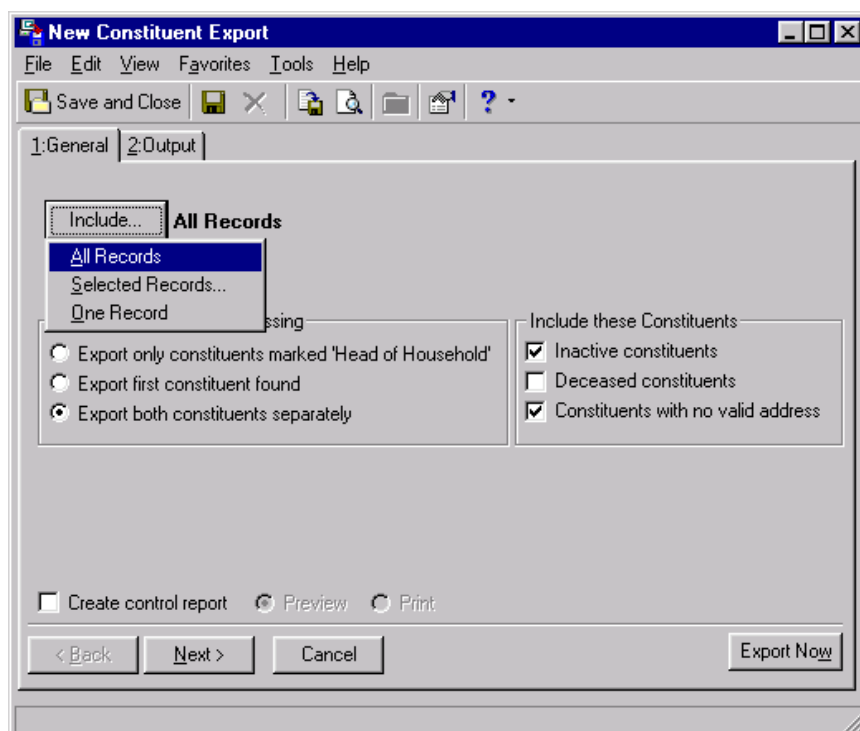 New Constituent Export
File Edit View Favorites Tools Help
Save and Close ?
1:General 2:Output
Include... All Records
All Records
Selected Records...
One Record
Include these Constituents
Export only constituents marked 'Head of Household'
Inactive constituents
Export first constituent found
Deceased constituents
Export both constituents separately
Constituents with no valid address
Create control report Preview Print
< Back Next > Cancel Export Now